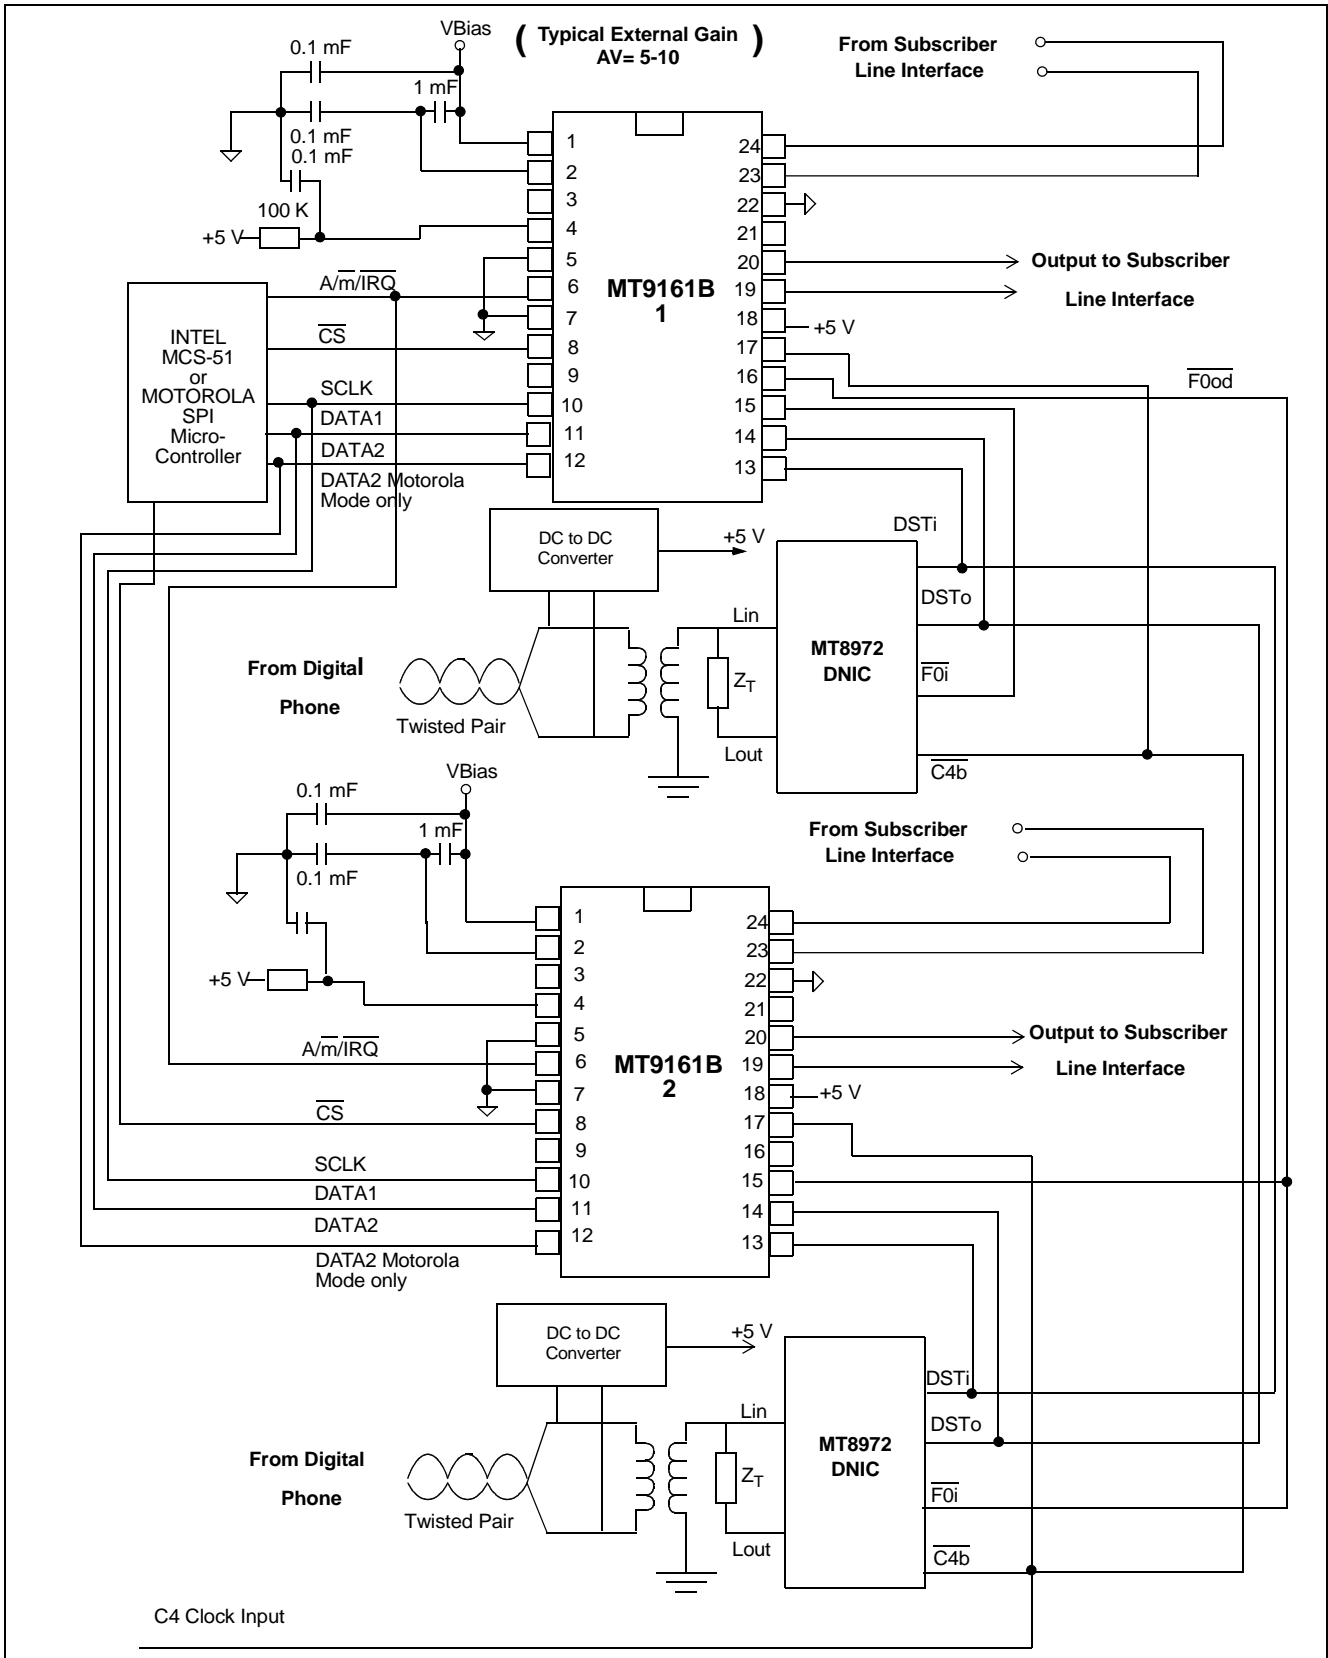 VBias
( Typical External Gain )
AV= 5-10
From Subscriber
Line Interface
0.1 mF
1 mF
0.1 mF
0.1 mF
100 K
+5 V
1
2
3
4
5
6
7
8
9
10
11
12
MT9161B
1
24
23
22
21
20
19
18
17
16
15
14
13
Output to Subscriber
Line Interface
+5 V
F0od
INTEL
MCS-51
or
MOTOROLA
SPI
Micro-
Controller
A/m/IRQ
CS
SCLK
DATA1
DATA2
DATA2 Motorola
Mode only
DC to DC
Converter
+5 V
DSTi
DSTo
F0i
C4b
MT8972
DNIC
Lin
ZT
Lout
From Digital
Phone
Twisted Pair
VBias
0.1 mF
1 mF
0.1 mF
+5 V
From Subscriber
Line Interface
1
2
3
4
5
6
7
8
9
10
11
12
MT9161B
2
24
23
22
21
20
19
18
17
16
15
14
13
Output to Subscriber
Line Interface
+5 V
A/m/IRQ
CS
SCLK
DATA1
DATA2
DATA2 Motorola
Mode only
DC to DC
Converter
+5 V
DSTi
DSTo
F0i
C4b
MT8972
DNIC
Lin
ZT
Lout
From Digital
Phone
Twisted Pair
C4 Clock Input